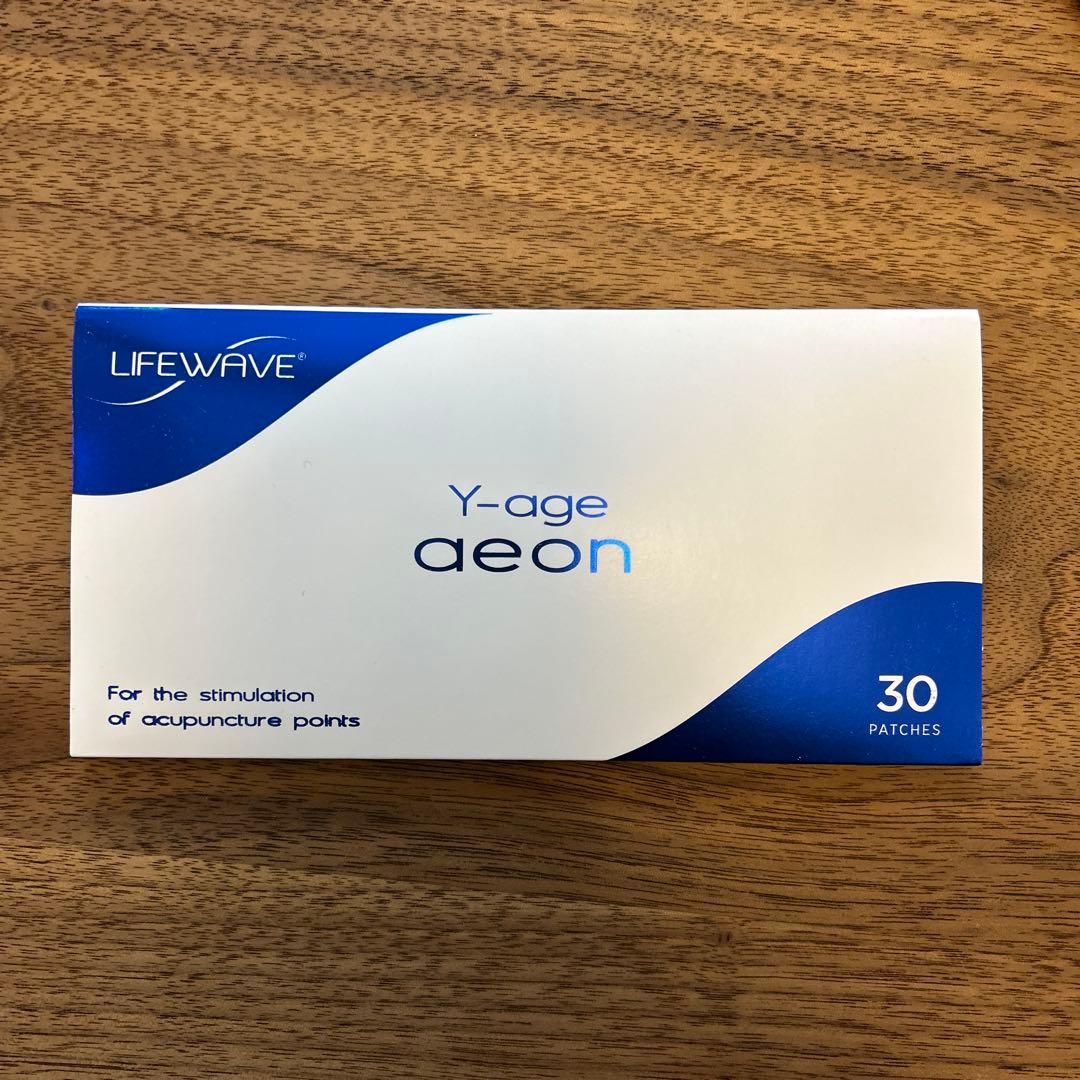 LIFEWAVE®
Y-age
aeon
For the stimulation
of acupuncture points
30
PATCHES